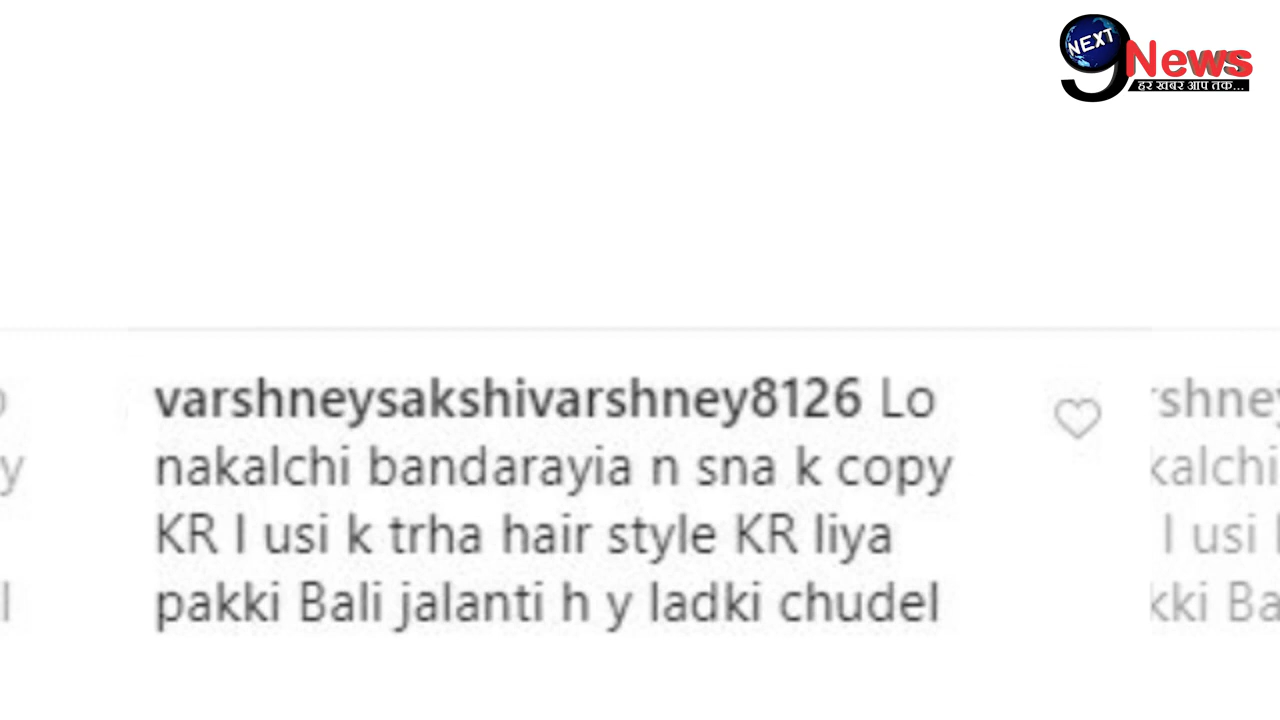 NEXT
9News
हर खबर आप तक...
varshneysakshivarshney8126 Lo
nakalchi bandarayia n sna k copy
KR l usi k trha hair style KR liya
pakki Bali jalanti h y ladki chudel